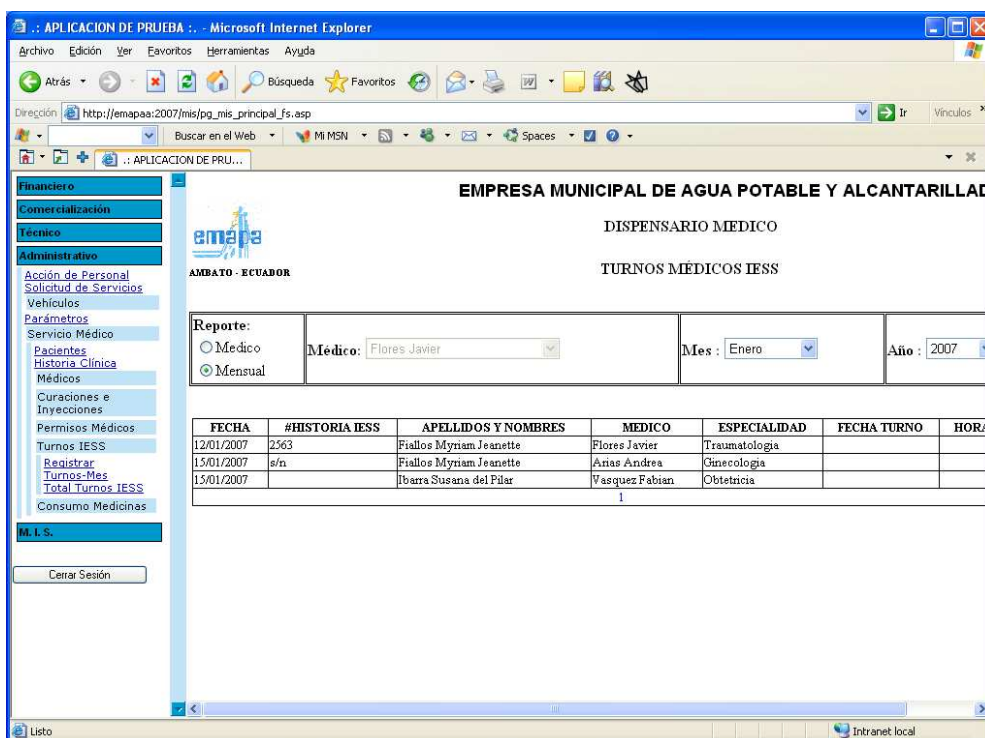 .: APLICACION DE PRUEBA :. - Microsoft Internet Explorer
Archivo Edición Ver Favoritos Herramientas Ayuda
Atrás Búsqueda Favoritos
Dirección http://emapaa:2007/mis/pg_mis_principal_fs.asp Ir Vínculos »
Buscar en el Web Mi MSN Spaces
.: APLICACION DE PRU...
Financiero
Comercialización
Técnico
Administrativo
Acción de Personal
Solicitud de Servicios
Vehículos
Parámetros
Servicio Médico
Pacientes
Historia Clínica
Médicos
Curaciones e
Inyecciones
Permisos Médicos
Turnos IESS
Registrar
Turnos-Mes
Total Turnos IESS
Consumo Medicinas
M. I. S.
Cerrar Sesión
EMPRESA MUNICIPAL DE AGUA POTABLE Y ALCANTARILLAD
emapa
AMBATO - ECUADOR
DISPENSARIO MEDICO
TURNOS MÉDICOS IESS
Reporte:
Medico
Mensual
Médico: Flores Javier
Mes : Enero
Año : 2007
FECHA #HISTORIA IESS APELLIDOS Y NOMBRES MEDICO ESPECIALIDAD FECHA TURNO HORA
12/01/2007 2563 Fiallos Myriam Jeanette Flores Javier Traumatologia
15/01/2007 s/n Fiallos Myriam Jeanette Arias Andrea Ginecologia
15/01/2007 Ibarra Susana del Pilar Vasquez Fabian Obtetricia
1
Listo Intranet local